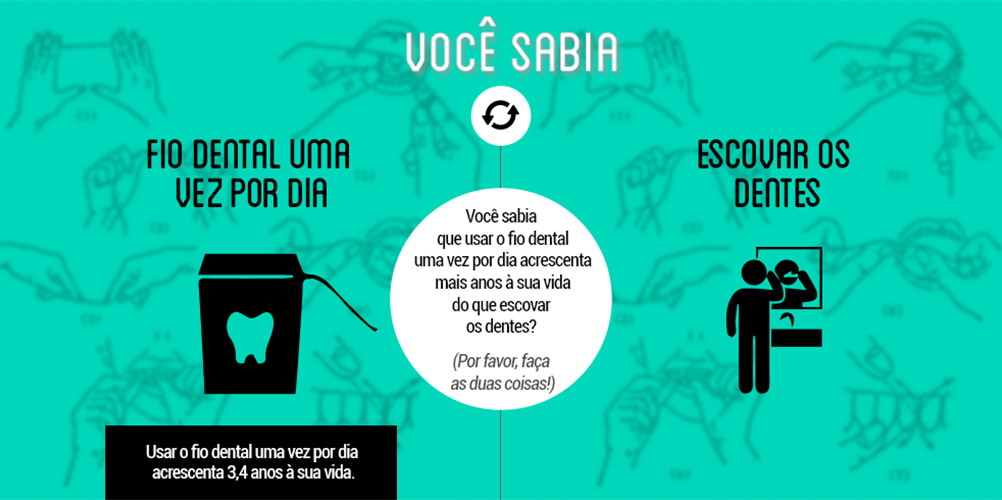 VOCÊ SABIA
FIO DENTAL UMA
VEZ POR DIA
Você sabia
que usar o fio dental
uma vez por dia acrescenta
mais anos à sua vida
do que escovar
os dentes?
(Por favor, faça
as duas coisas!)
ESCOVAR OS
DENTES
Usar o fio dental uma vez por dia
acrescenta 3,4 anos à sua vida.